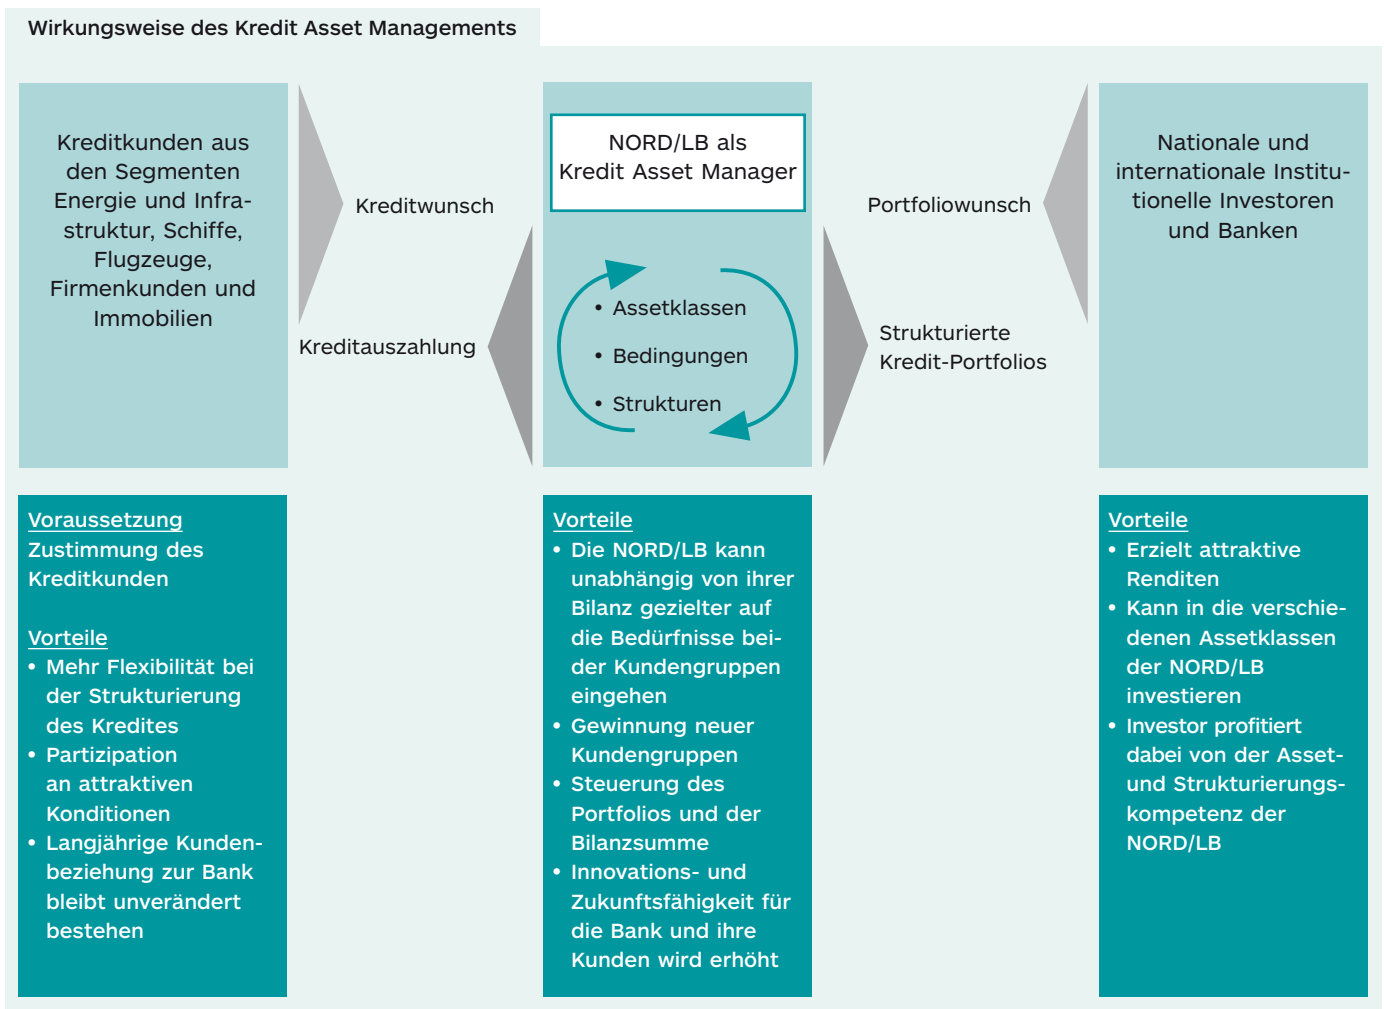 Wirkungsweise des Kredit Asset Managements
Kreditkunden aus
den Segmenten
Energie und Infra-
struktur, Schiffe,
Flugzeuge,
Firmenkunden und
Immobilien
Kreditwunsch
Kreditauszahlung
NORD/LB als
Kredit Asset Manager
• Assetklassen
• Bedingungen
• Strukturen
Portfoliowunsch
Strukturierte
Kredit-Portfolios
Nationale und
internationale Institu-
tionelle Investoren
und Banken
Voraussetzung
Zustimmung des
Kreditkunden
Vorteile
• Mehr Flexibilität bei
der Strukturierung
des Kredites
• Partizipation
an attraktiven
Konditionen
• Langjährige Kunden-
beziehung zur Bank
bleibt unverändert
bestehen
Vorteile
• Die NORD/LB kann
unabhängig von ihrer
Bilanz gezielter auf
die Bedürfnisse bei-
der Kundengruppen
eingehen
• Gewinnung neuer
Kundengruppen
• Steuerung des
Portfolios und der
Bilanzsumme
• Innovations- und
Zukunftsfähigkeit für
die Bank und ihre
Kunden wird erhöht
Vorteile
• Erzielt attraktive
Renditen
• Kann in die verschie-
denen Assetklassen
der NORD/LB
investieren
• Investor profitiert
dabei von der Asset-
und Strukturierungs-
kompetenz der
NORD/LB